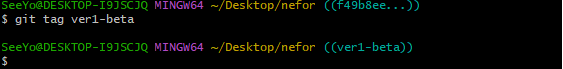 SeeYo@DESKTOP-I9JSCJQ MINGW64 ~/Desktop/nefor ((f49b8ee...))
$ git tag ver1-beta
SeeYo@DESKTOP-I9JSCJQ MINGW64 ~/Desktop/nefor ((ver1-beta))
$